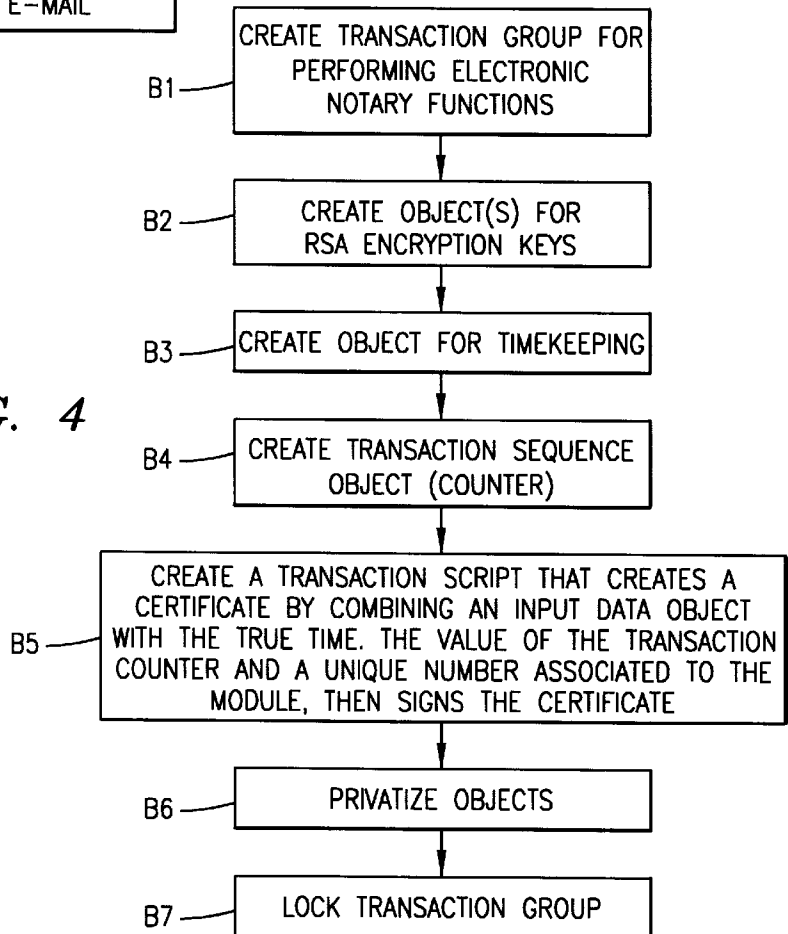 E-MAIL
CREATE TRANSACTION GROUP FOR
PERFORMING ELECTRONIC
NOTARY FUNCTIONS
B1
CREATE OBJECT(S) FOR
RSA ENCRYPTION KEYS
B2
CREATE OBJECT FOR TIMEKEEPING
B3
G. 4
CREATE TRANSACTION SEQUENCE
OBJECT (COUNTER)
B4
CREATE A TRANSACTION SCRIPT THAT CREATES A
CERTIFICATE BY COMBINING AN INPUT DATA OBJECT
WITH THE TRUE TIME. THE VALUE OF THE TRANSACTION
COUNTER AND A UNIQUE NUMBER ASSOCIATED TO THE
MODULE, THEN SIGNS THE CERTIFICATE
B5
PRIVATIZE OBJECTS
B6
LOCK TRANSACTION GROUP
B7